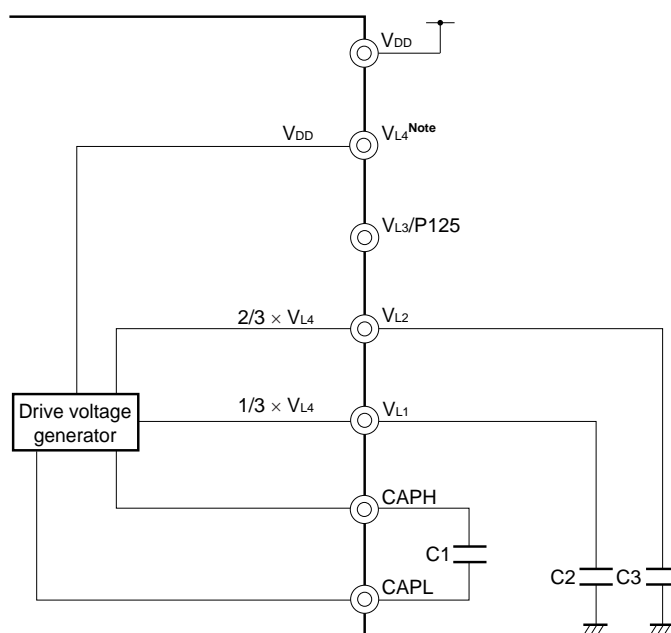 VDD
VDD
VL4Note
VL3/P125
2/3 × VL4
VL2
1/3 × VL4
VL1
Drive voltage
generator
CAPH
C1
C2
C3
CAPL